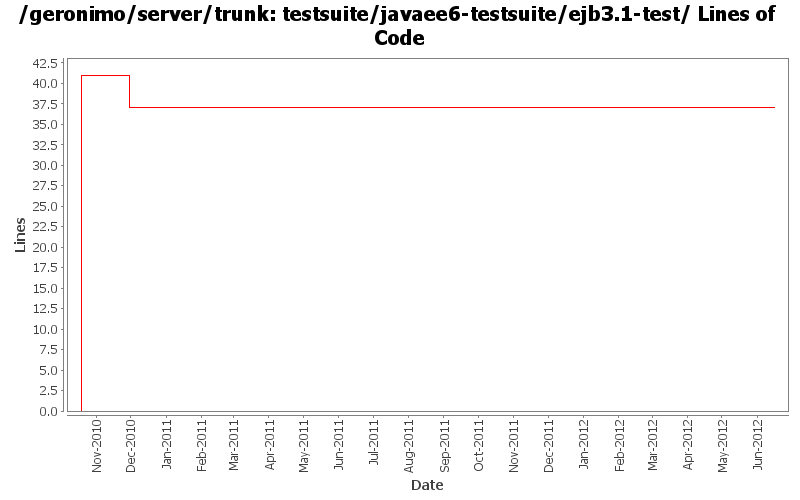 /geronimo/server/trunk: testsuite/javaee6-testsuite/ejb3.1-test/ Lines of
Code
42.5
40.0
37.5
35.0
32.5
30.0
27.5
25.0
22.5
20.0
17.5
15.0
12.5
10.0
7.5
5.0
2.5
0.0
Lines
Nov-2010
Dec-2010
Jan-2011
Feb-2011
Mar-2011
Apr-2011
May-2011
Jun-2011
Jul-2011
Aug-2011
Sep-2011
Oct-2011
Nov-2011
Dec-2011
Jan-2012
Feb-2012
Mar-2012
Apr-2012
May-2012
Jun-2012
Date